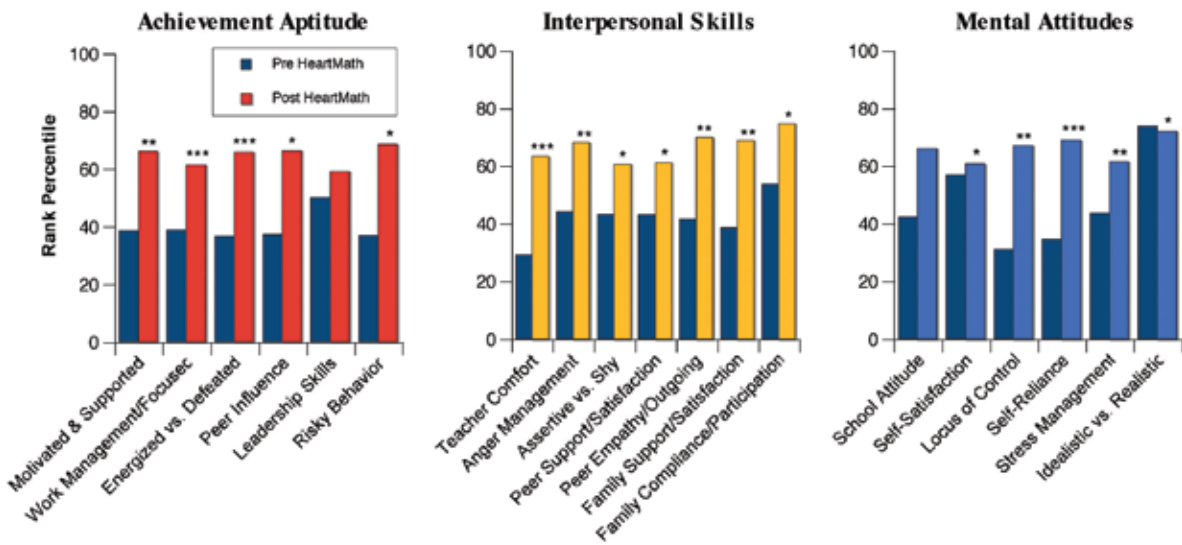 Achievement Aptitude
Interpersonal Skills
Mental Attitudes
Rank Percentile
100
80
60
40
20
0
Pre HeartMath
Post HeartMath
**
***
***
*
*
Motivated & Supported
Work Management/Focusec
Energized vs. Defeated
Peer Influence
Leadership Skills
Risky Behavior
100
80
60
40
20
0
***
**
*
*
**
**
*
Teacher Comfort
Anger Management
Assertive vs. Shy
Peer Support/Satisfaction
Peer Empathy/Outgoing
Family Support/Satisfaction
Family Compliance/Participation
100
80
60
40
20
0
*
**
***
**
*
School Attitude
Self-Satisfaction
Locus of Control
Self-Reliance
Stress Management
Idealistic vs. Realistic